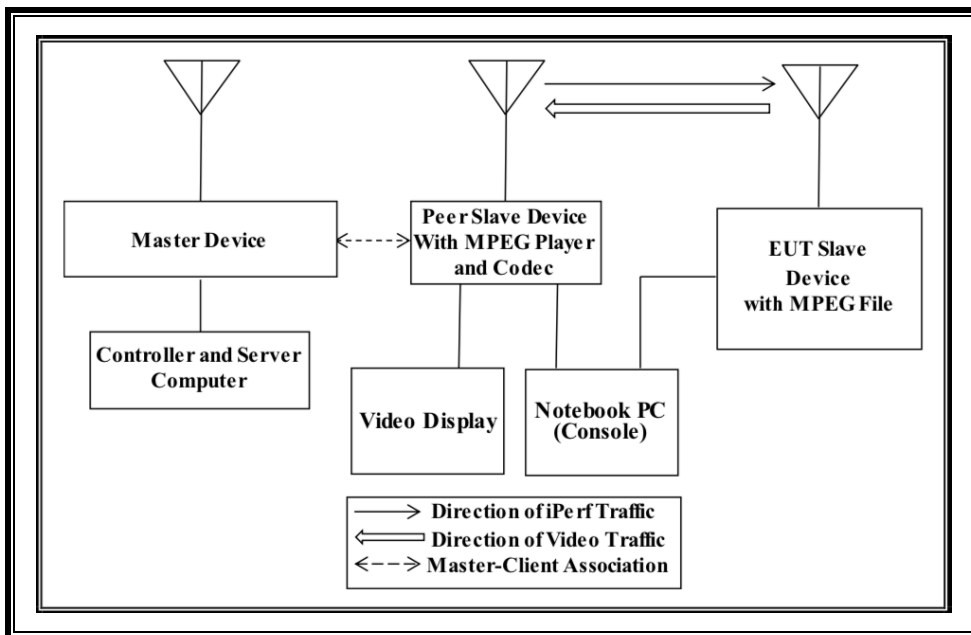 Master Device
Peer Slave Device
With MPEG Player
and Codec
EUT Slave
Device
with MPEG File
Controller and Server
Computer
Video Display
Notebook PC
(Console)
Direction of iPerf Traffic
Direction of Video Traffic
Master-Client Association